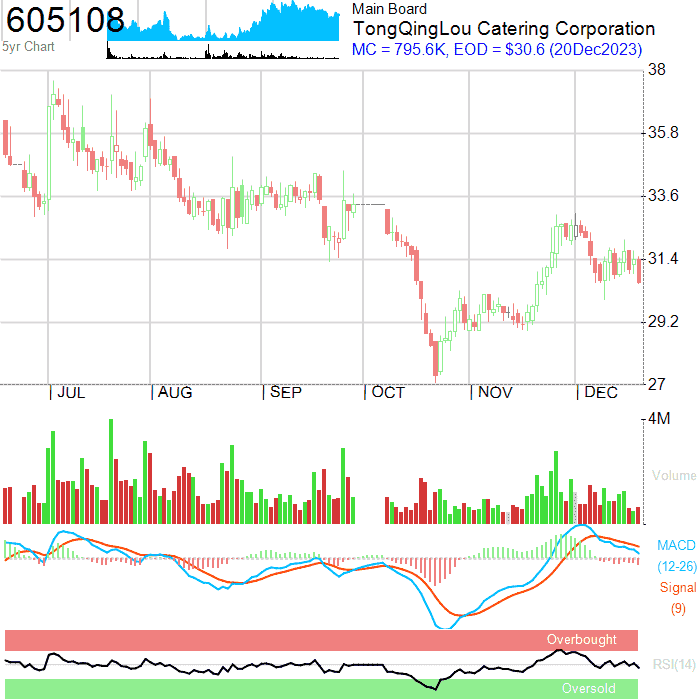 605108
5yr Chart
Main Board
TongQingLou Catering Corporation
MC = 795.6K, EOD = $30.6 (20Dec2023)
38
35.8
33.6
31.4
29.2
27
JUL AUG SEP OCT NOV DEC
4M
Volume
MACD
(12-26)
Signal
(9)
Overbought
RSI(14)
Oversold